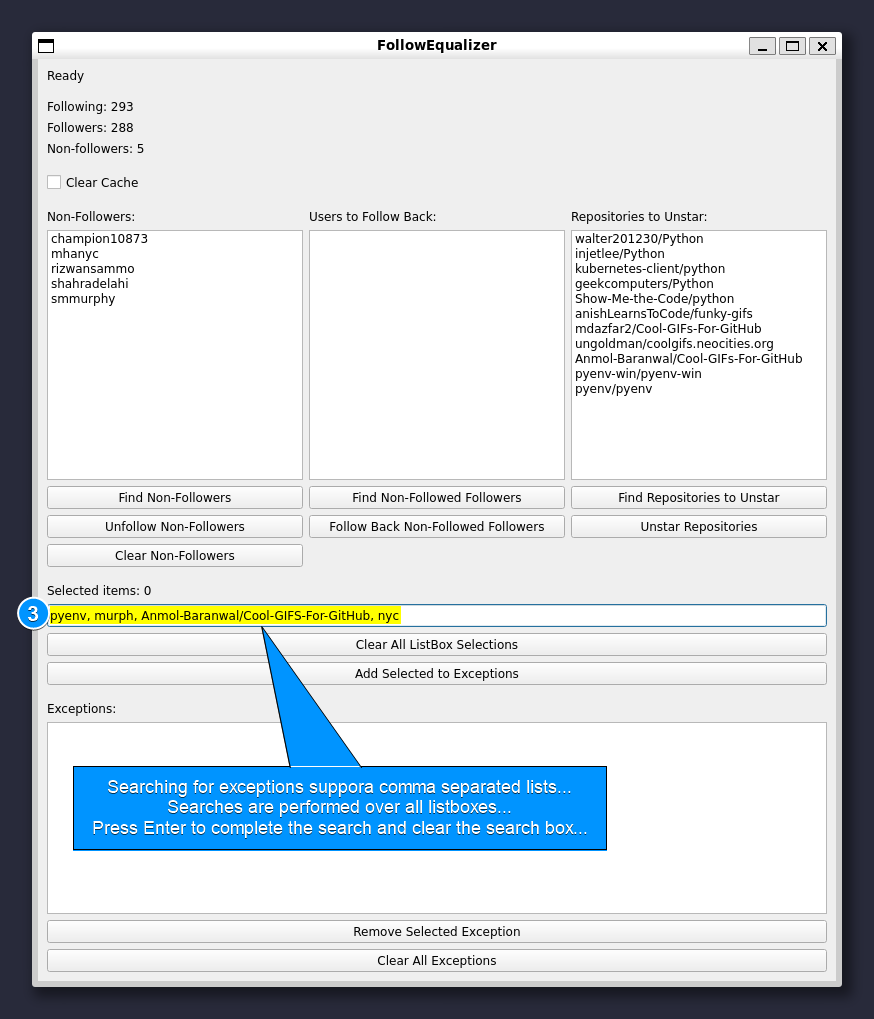 FollowEqualizer
Ready
Following: 293
Followers: 288
Non-followers: 5
Clear Cache
Non-Followers:
champion10873
mhanyc
rizwansammo
shahradelahi
smmurphy
Users to Follow Back:
Repositories to Unstar:
walter201230/Python
injetlee/Python
kubernetes-client/python
geekcomputers/Python
Show-Me-the-Code/python
anishLearnsToCode/funky-gifs
mdazfar2/Cool-GIFs-For-GitHub
ungoldman/coolgifs.neocities.org
Anmol-Baranwal/Cool-GIFs-For-GitHub
pyenv-win/pyenv-win
pyenv/pyenv
Find Non-Followers
Find Non-Followed Followers
Find Repositories to Unstar
Unfollow Non-Followers
Follow Back Non-Followed Followers
Unstar Repositories
Clear Non-Followers
Selected items: 0
3
pyenv, murph, Anmol-Baranwal/Cool-GIFS-For-GitHub, nyc
Clear All ListBox Selections
Add Selected to Exceptions
Exceptions:
Searching for exceptions suppora comma separated lists...
Searches are performed over all listboxes...
Press Enter to complete the search and clear the search box...
Remove Selected Exception
Clear All Exceptions